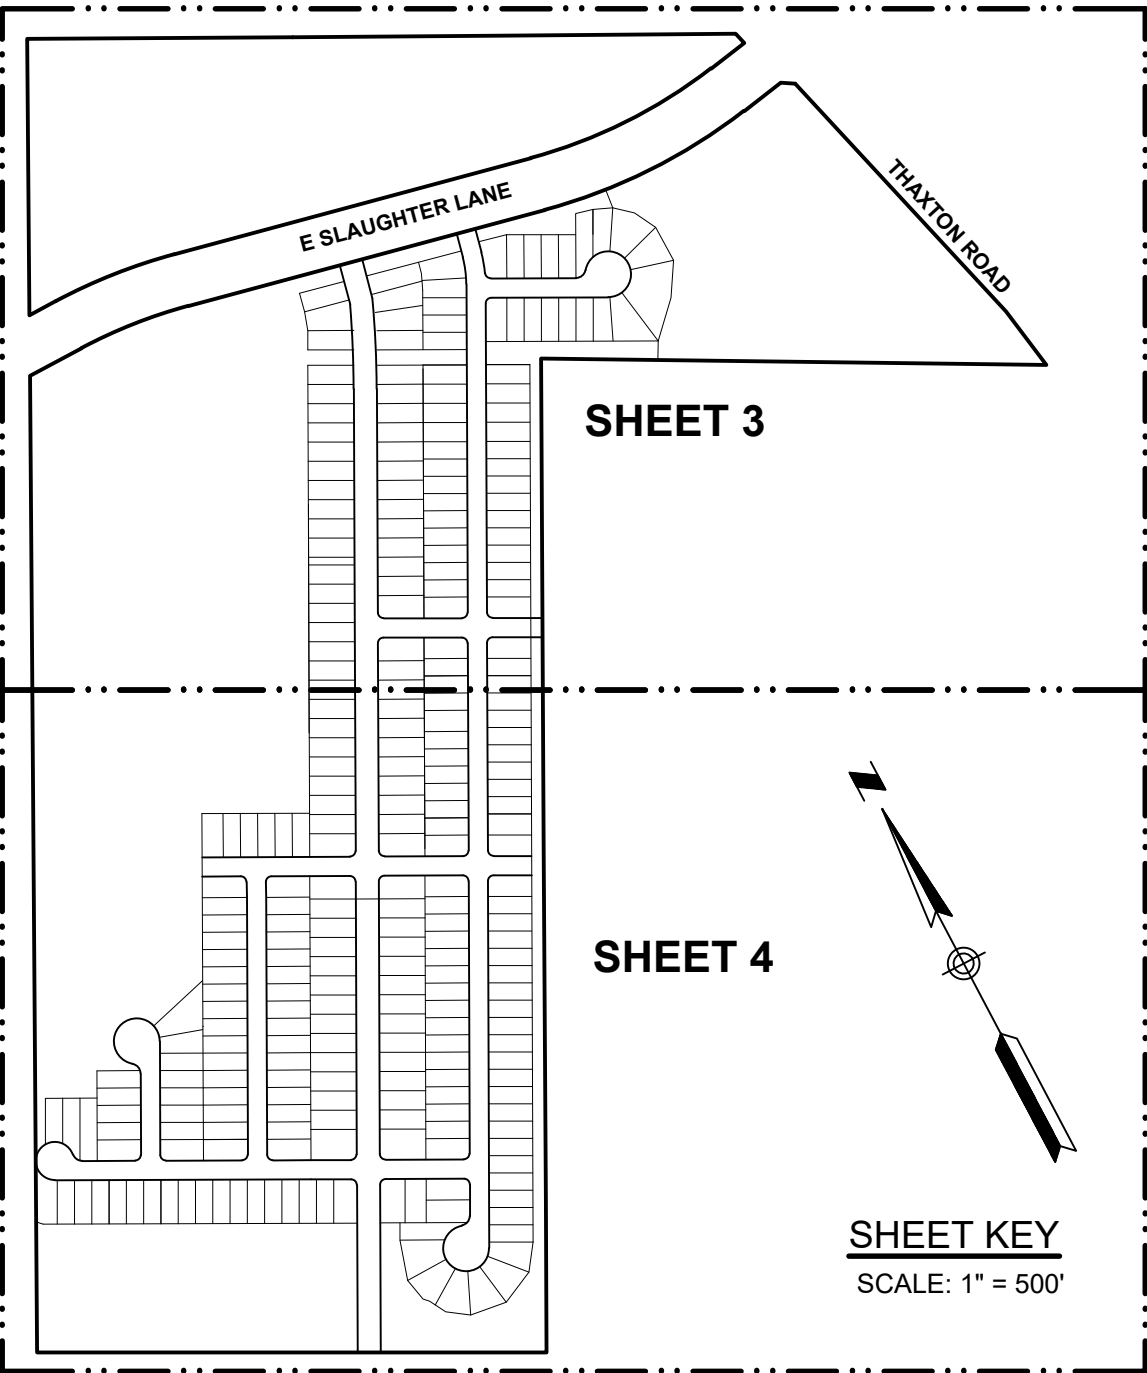 THAXTON ROAD
E SLAUGHTER LANE
SHEET 3
N
SHEET 4
SHEET KEY
SCALE: 1" = 500'